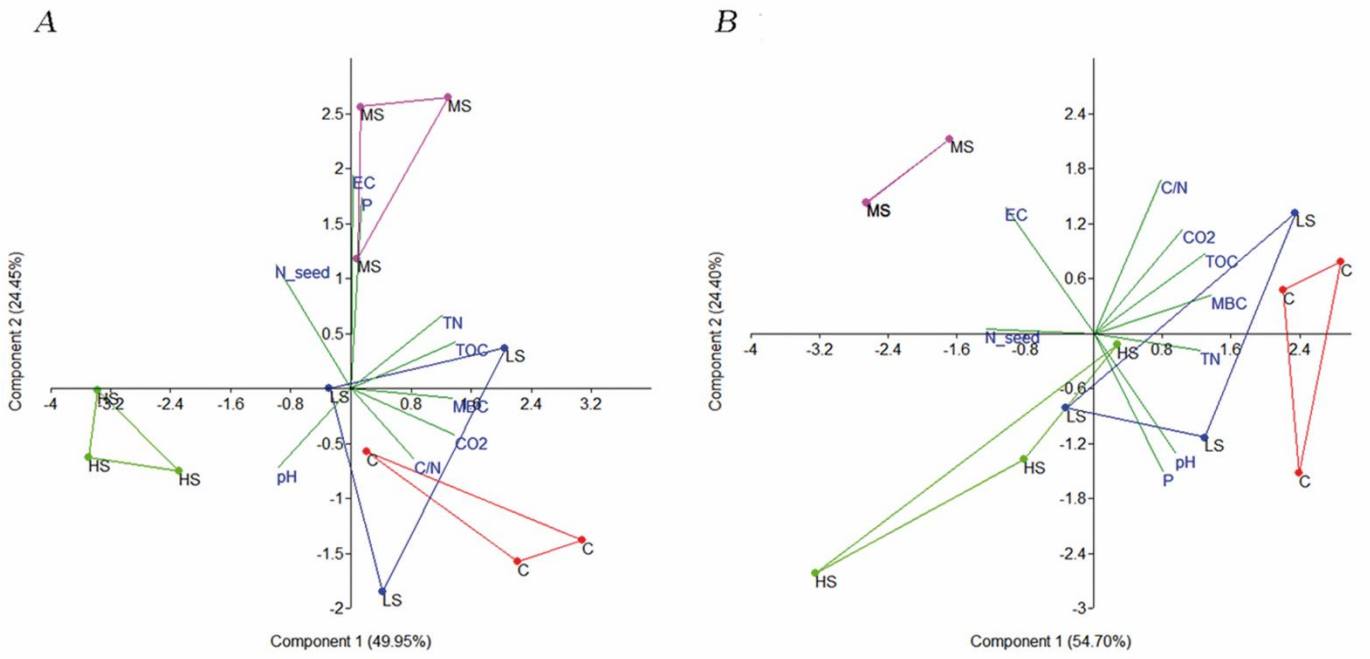 A
Component 2 (24.45%)
2.5
2
1.5
1
0.5
-0.5
-1
-1.5
-2
-4
-3.2
-2.4
-1.6
-0.8
0.8
1.6
2.4
3.2
MS
MS
MS
EC
P
N_seed
TN
TOC
LS
LS
MBC
CO2
C/N
pH
HS
HS
HS
C
C
C
LS
Component 1 (49.95%)
B
Component 2 (24.40%)
2.4
1.8
1.2
0.6
-0.6
-1.2
-1.8
-2.4
-3
-4
-3.2
-2.4
-1.6
-0.8
0.8
1.6
2.4
MS
MS
C/N
EC
CO2
TOC
LS
C
C
MBC
N_seed
HS
TN
LS
LS
HS
pH
P
C
HS
Component 1 (54.70%)